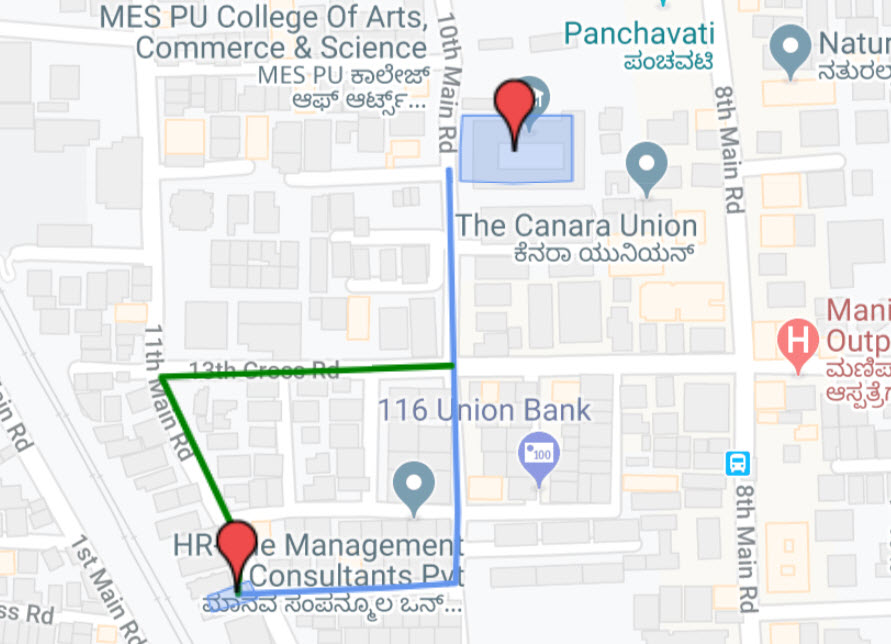 MES PU College Of Arts,
Commerce & Science
MES PU ಕಾಲೇಜ್
ಆಫ್ ಆರ್ಟ್ಸ್...
10th Main Rd
Panchavati
ಪಂಚವಟಿ
Natur
ನತುರಲ
8th Main Rd
The Canara Union
ಕೆನರಾ ಯುನಿಯನ್
11th Main Rd
13th Cross Rd
H
Mani
Outp
ಮಣಿಪ
ಆಸ್ಪತ್ರೆಗ
116 Union Bank
100
Main Rd
8th Main Rd
1st Main Rd
Management
Consultants Pvt
ಮಾನವ ಸಂಪನ್ಮೂಲ ಒನ್...
ss Rd